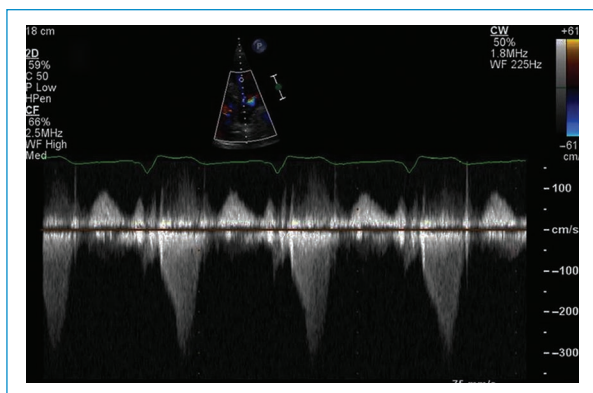 18 cm
2D
59%
C 50
P Low
HPen
CF
66%
2.5MHz
WF High
Med
P
CW
50%
1.8MHz
WF 225Hz
+61
-61
cm/
100
cm/s
-100
-200
-300